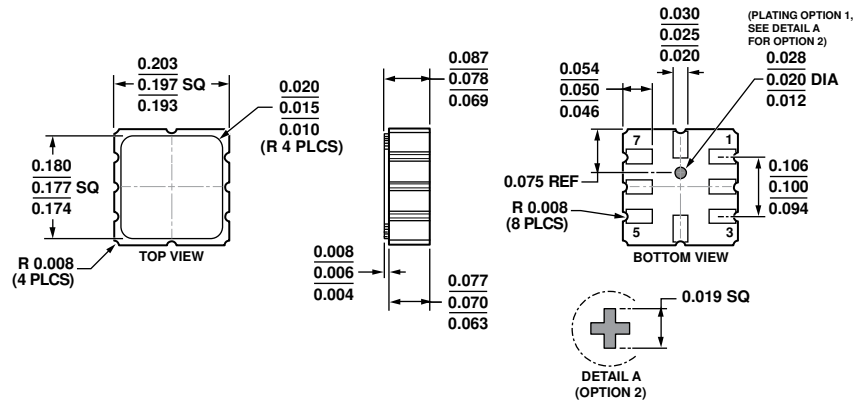 0.203
0.197 SQ
0.193
0.020
0.015
0.010
(R 4 PLCS)
0.180
0.177 SQ
0.174
R 0.008
(4 PLCS)
TOP VIEW
0.087
0.078
0.069
0.008
0.006
0.004
0.077
0.070
0.063
0.030
0.025
0.020
(PLATING OPTION 1,
SEE DETAIL A
FOR OPTION 2)
0.054
0.050
0.046
0.028
0.020 DIA
0.012
7
1
0.075 REF
0.106
0.100
0.094
R 0.008
(8 PLCS)
5
3
BOTTOM VIEW
0.019 SQ
DETAIL A
(OPTION 2)